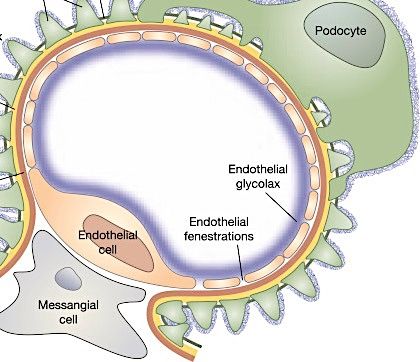 Podocyte
Endothelial
glycolax
Endothelial
fenestrations
Endothelial
cell
Messangial
cell